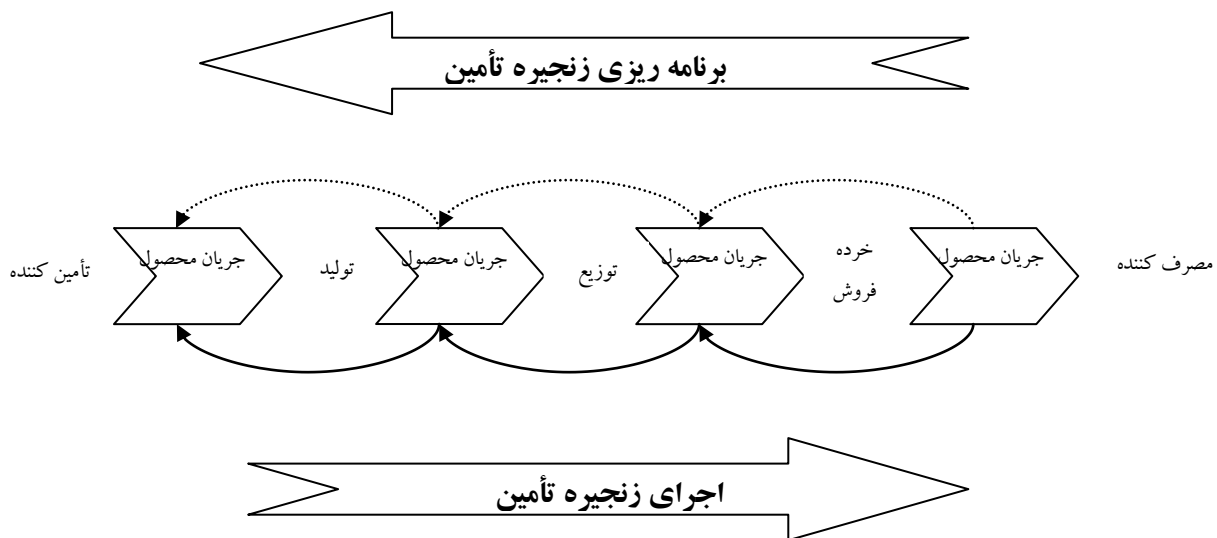 برنامه ریزی زنجیره تأمین
مصرف کننده
جریان محصول
خرده
فروش
جریان محصول
توزیع
جریان محصول
تولید
جریان محصول
تأمین کننده
اجرای زنجیره تأمین